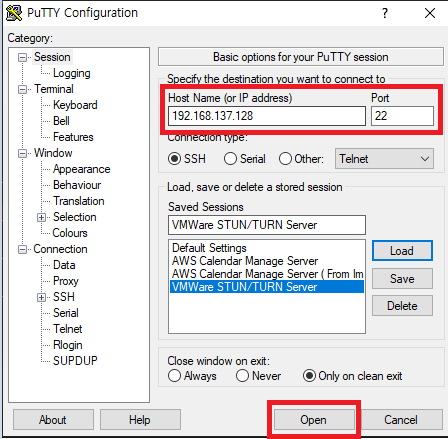 PuTTY Configuration
Category:
Session
Logging
Terminal
Keyboard
Bell
Features
Window
Appearance
Behaviour
Translation
Selection
Colours
Connection
Data
Proxy
SSH
Serial
Telnet
Rlogin
SUPDUP
Basic options for your PuTTY session
Specify the destination you want to connect to
Host Name (or IP address) Port
192.168.137.128 22
Connection type:
SSH Serial Other: Telnet
Load, save or delete a stored session
Saved Sessions
VMWare STUN/TURN Server
Default Settings
AWS Calendar Manage Server
AWS Calendar Manage Server ( From Im
VMWare STUN/TURN Server
Load
Save
Delete
Close window on exit:
Always Never Only on clean exit
About Help Open Cancel